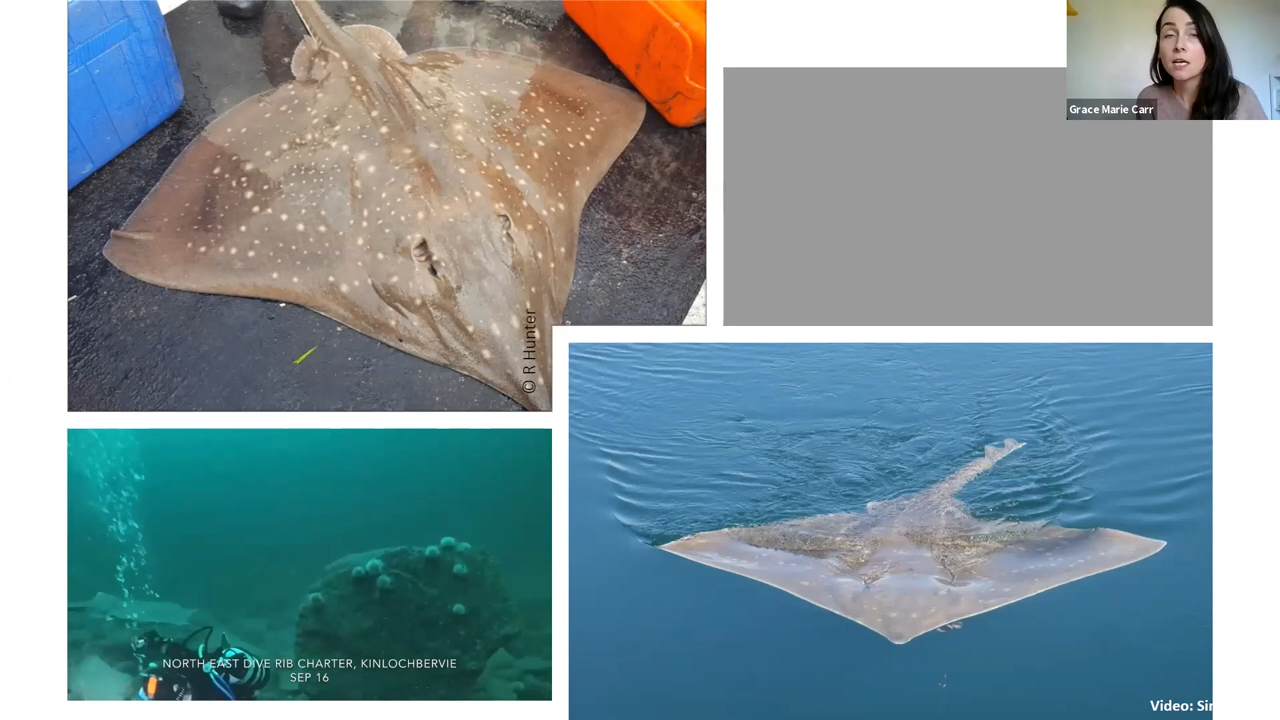 Grace Marie Carr
© R Hunter
NORTH EAST DIVE RIB CHARTER, KINLOCHBERVIE
SEP 16
Video: